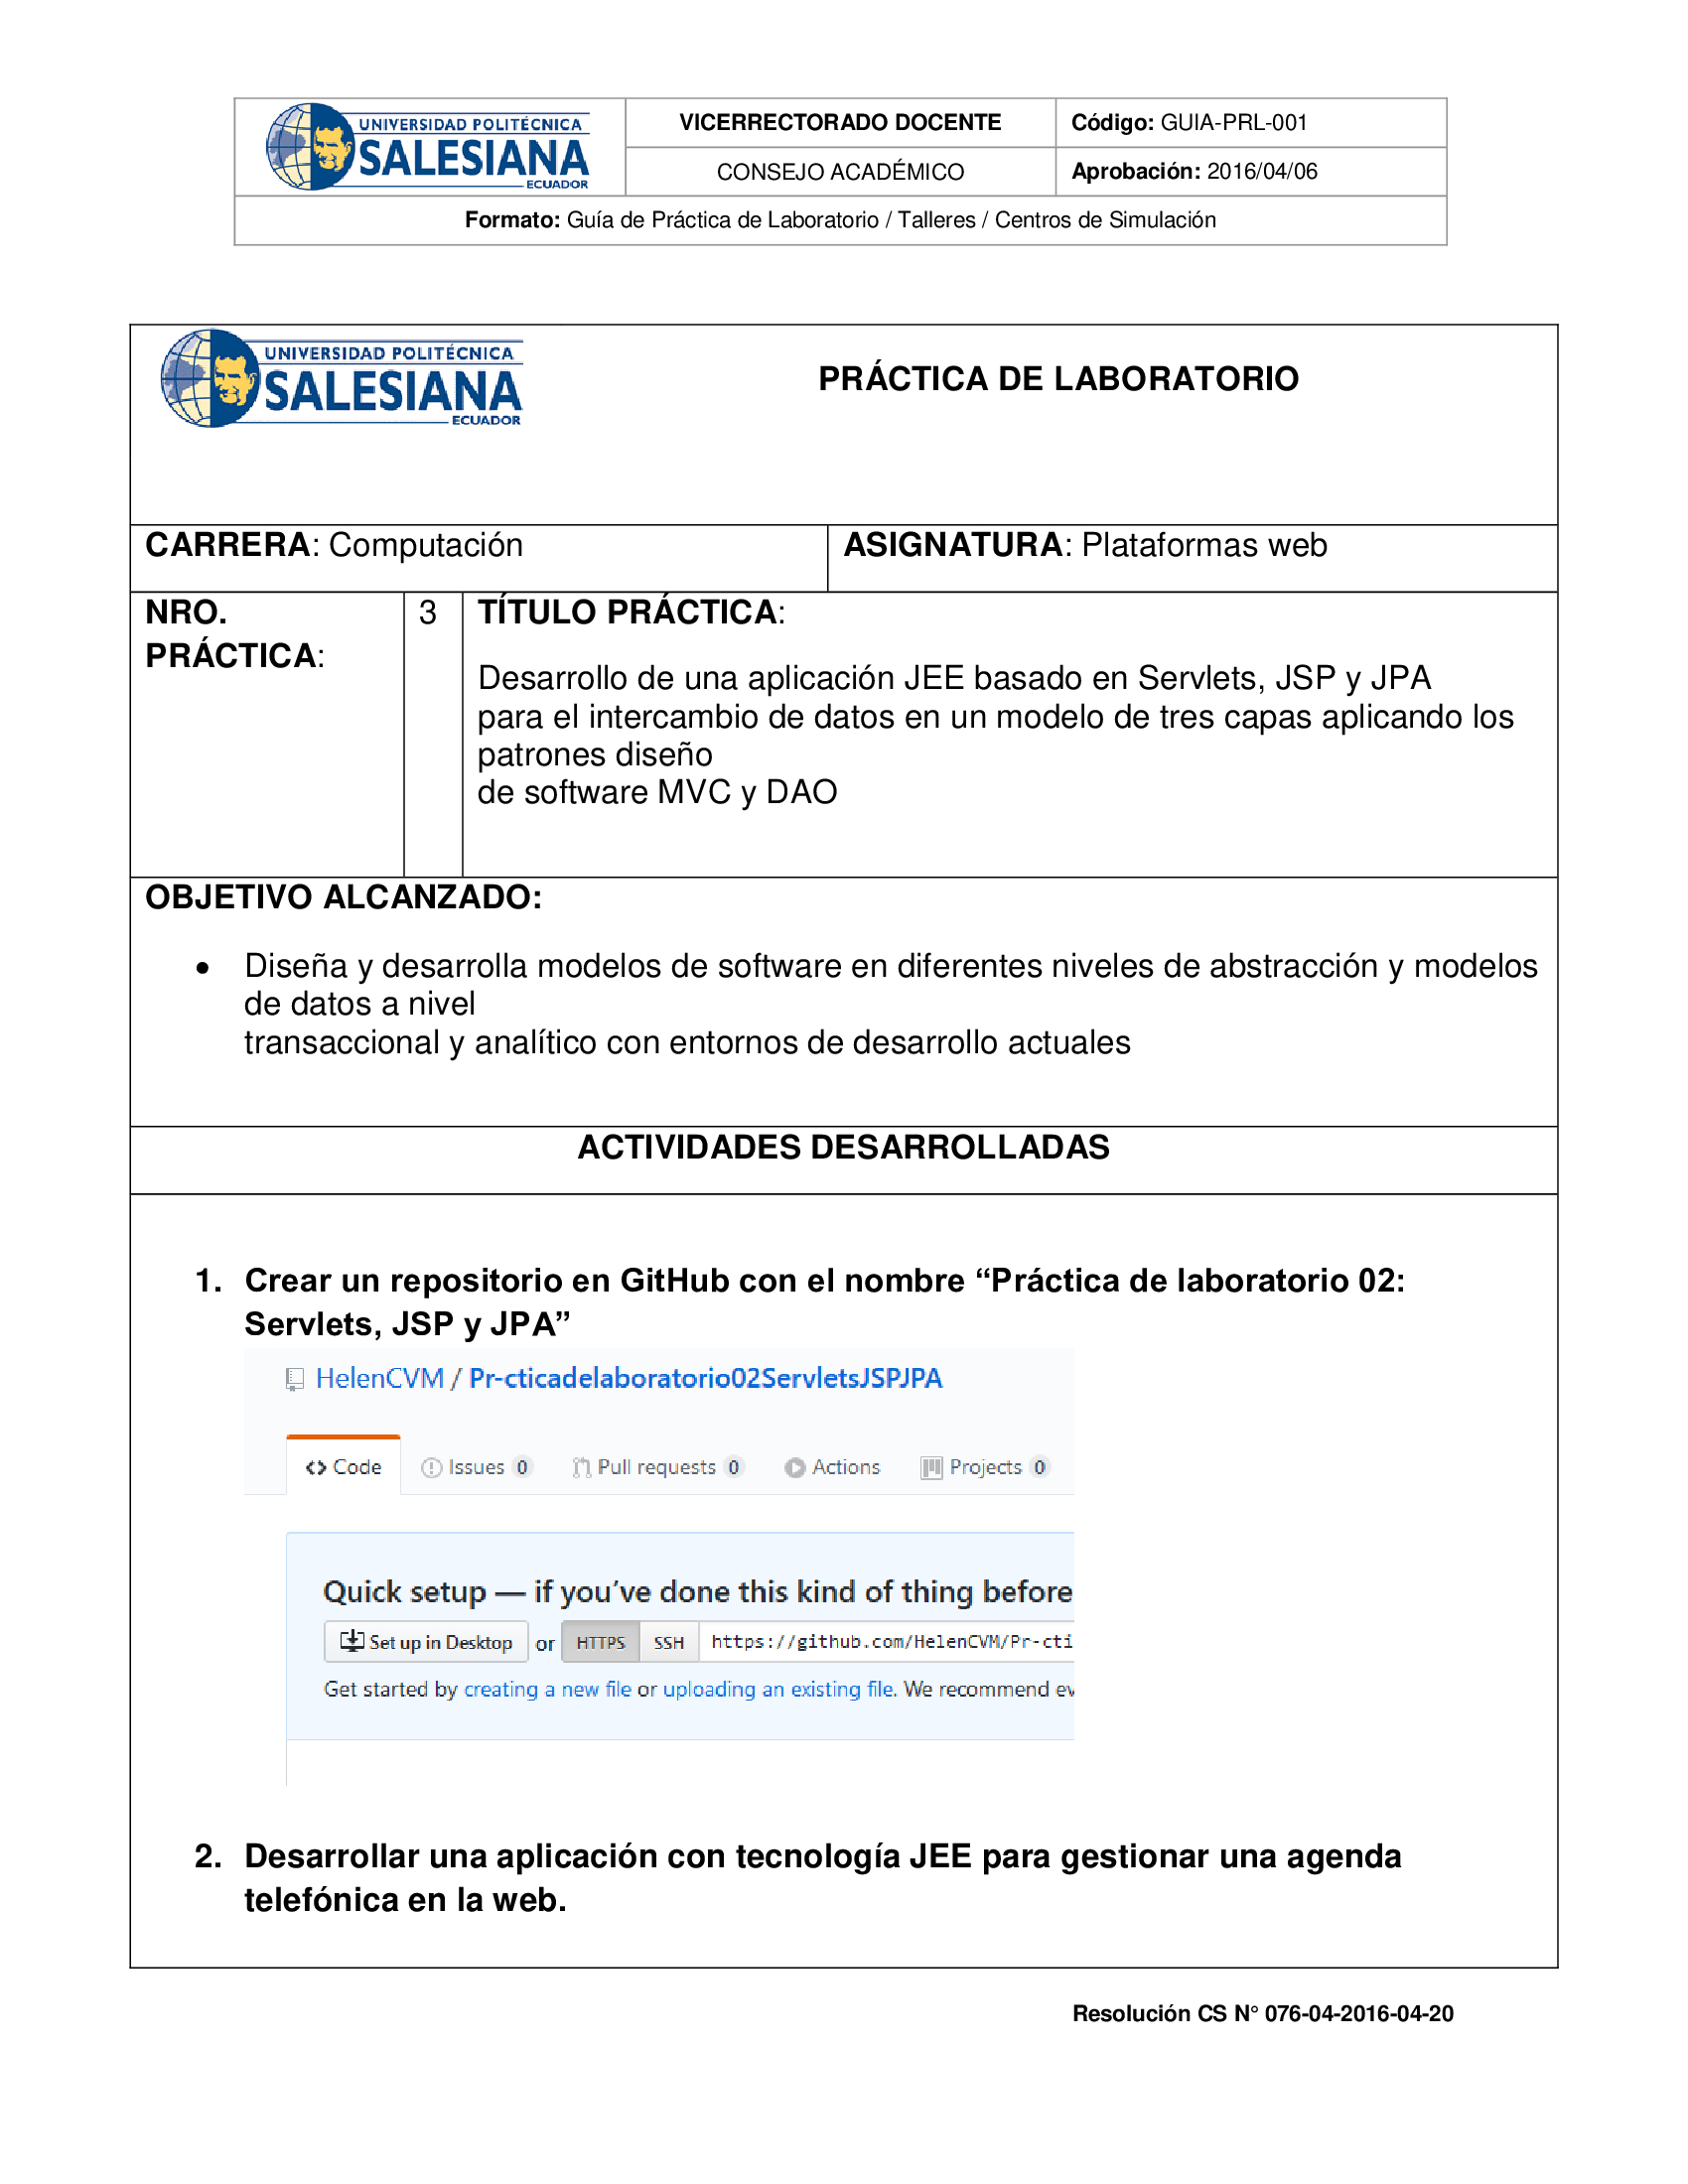 UNIVERSIDAD POLITÉCNICA
SALESIANA
ECUADOR
VICERRECTORADO DOCENTE
Código: GUIA-PRL-001
CONSEJO ACADÉMICO
Aprobación: 2016/04/06
Formato: Guía de Práctica de Laboratorio / Talleres / Centros de Simulación
UNIVERSIDAD POLITÉCNICA
SALESIANA
ECUADOR
PRÁCTICA DE LABORATORIO
CARRERA: Computación
ASIGNATURA: Plataformas web
NRO.
PRÁCTICA:
3
TÍTULO PRÁCTICA:
Desarrollo de una aplicación JEE basado en Servlets, JSP y JPA
para el intercambio de datos en un modelo de tres capas aplicando los
patrones diseño
de software MVC y DAO
OBJETIVO ALCANZADO:
• Diseña y desarrolla modelos de software en diferentes niveles de abstracción y modelos
de datos a nivel
transaccional y analítico con entornos de desarrollo actuales
ACTIVIDADES DESARROLLADAS
1. Crear un repositorio en GitHub con el nombre “Práctica de laboratorio 02:
Servlets, JSP y JPA”
HelenCVM / Pr-cticadelaboratorio02ServletsJSPJPA
<> Code Issues 0 Pull requests 0 Actions Projects 0
Quick setup — if you’ve done this kind of thing before
Set up in Desktop or HTTPS SSH https://github.com/HelenCVM/Pr-cti
Get started by creating a new file or uploading an existing file. We recommend ev
2. Desarrollar una aplicación con tecnología JEE para gestionar una agenda
telefónica en la web.
Resolución CS N° 076-04-2016-04-20